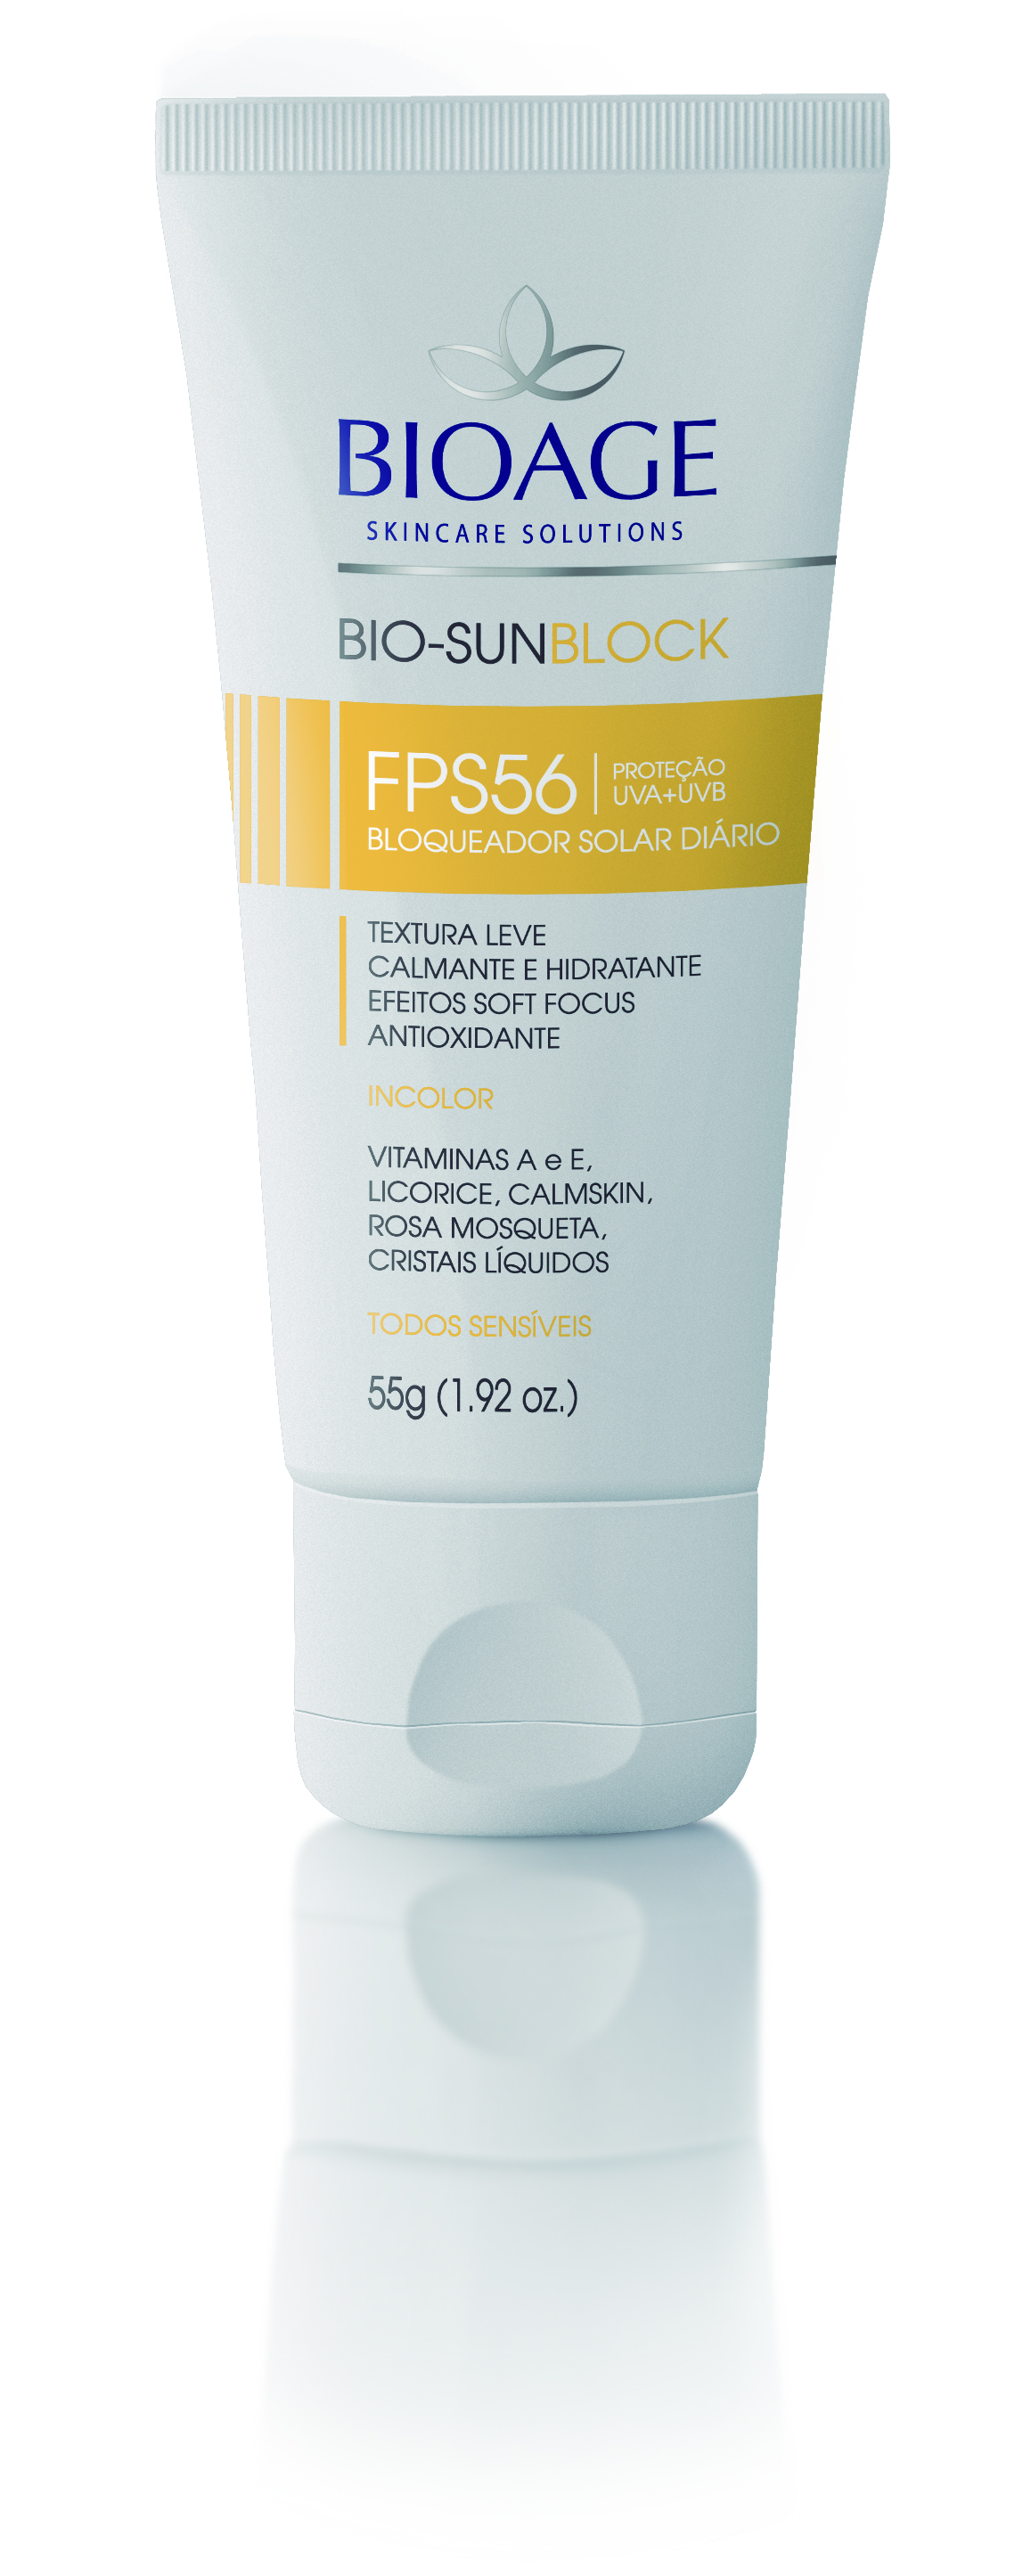 BIOAGE
SKINCARE SOLUTIONS
BIO-SUNBLOCK
FPS56
PROTEÇÃO
UVA+UVB
BLOQUEADOR SOLAR DIÁRIO
TEXTURA LEVE
CALMANTE E HIDRATANTE
EFEITOS SOFT FOCUS
ANTIOXIDANTE
INCOLOR
VITAMINAS A e E,
LICORICE, CALMSKIN,
ROSA MOSQUETA,
CRISTAIS LÍQUIDOS
TODOS SENSÍVEIS
55g (1.92 oz.)